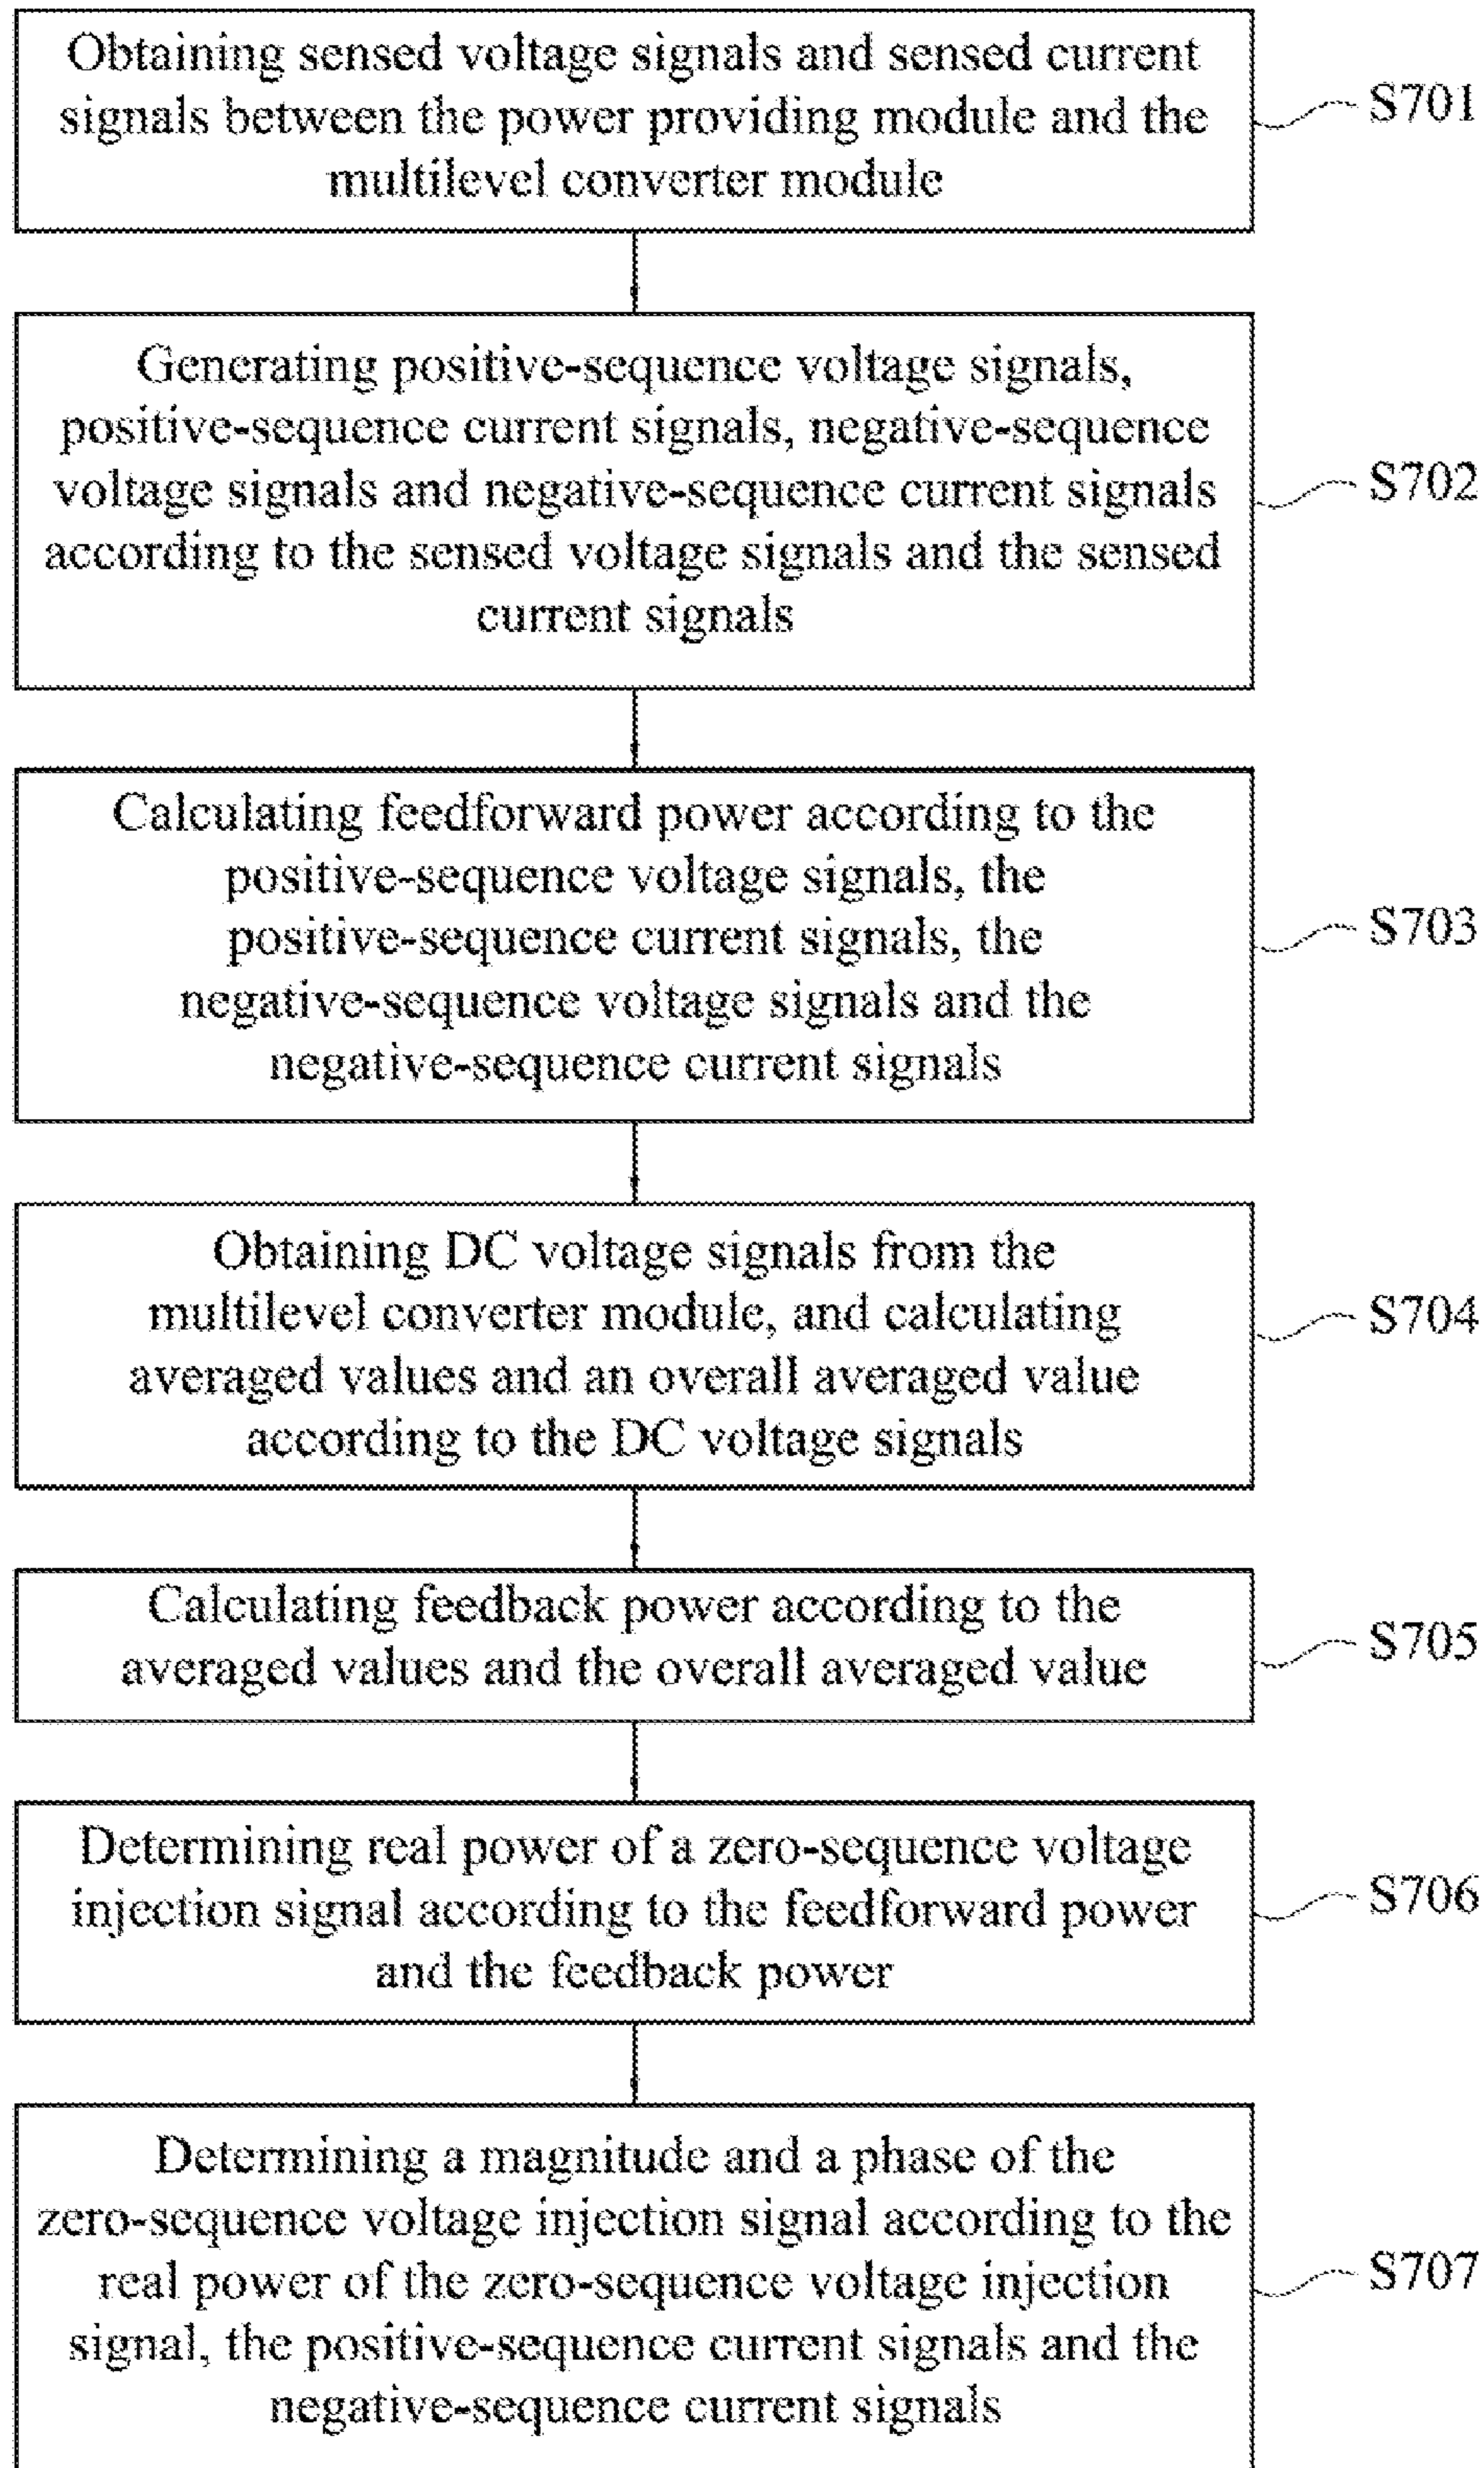 Obtaining sensed voltage signals and sensed current
signals between the power providing module and the
multilevel converter module
S701
Generating positive-sequence voltage signals,
positive-sequence current signals, negative-sequence
voltage signals and negative-sequence current signals
according to the sensed voltage signals and the sensed
current signals
S702
Calculating feedforward power according to the
positive-sequence voltage signals, the
positive-sequence current signals, the
negative-sequence voltage signals and the
negative-sequence current signals
S703
Obtaining DC voltage signals from the
multilevel converter module, and calculating
averaged values and an overall averaged value
according to the DC voltage signals
S704
Calculating feedback power according to the
averaged values and the overall averaged value
S705
Determining real power of a zero-sequence voltage
injection signal according to the feedforward power
and the feedback power
S706
Determining a magnitude and a phase of the
zero-sequence voltage injection signal according to the
real power of the zero-sequence voltage injection
signal, the positive-sequence current signals and the
negative-sequence current signals
S707